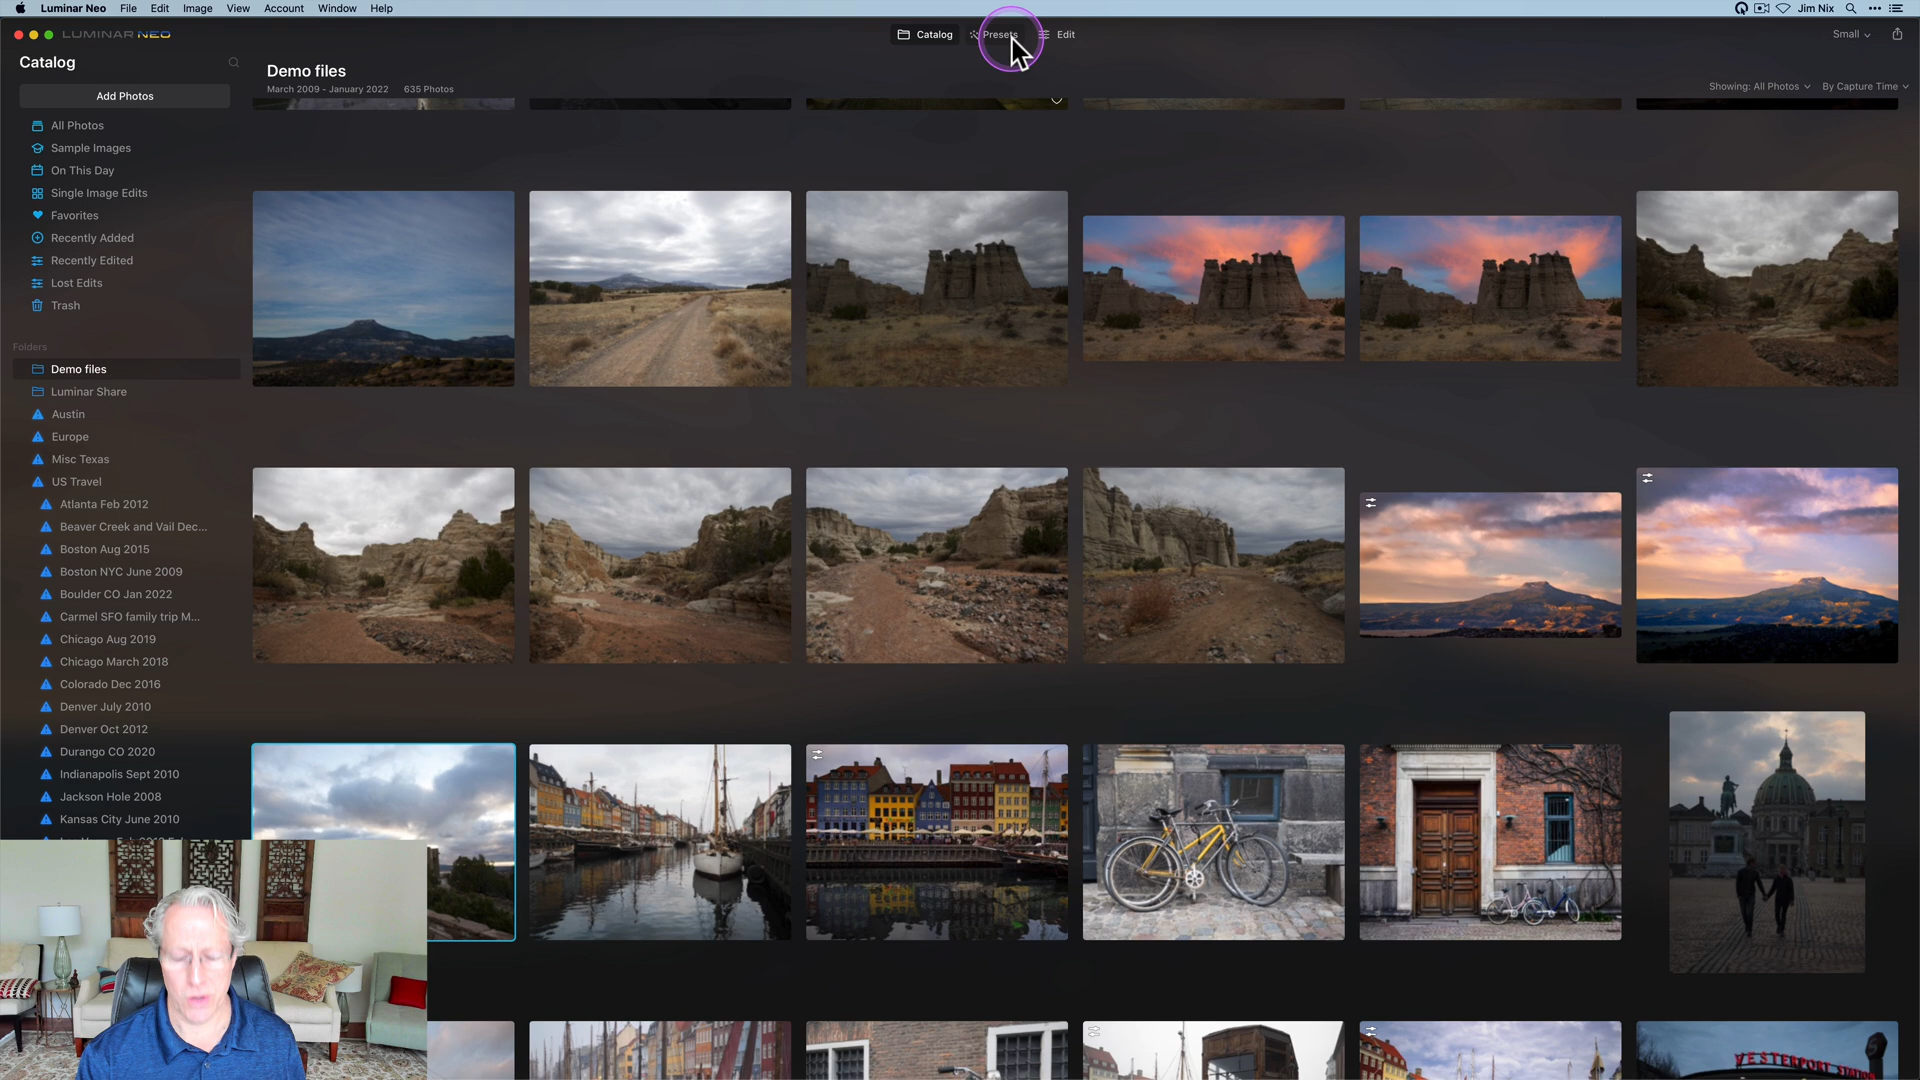 Luminar Neo File Edit Image View Account Window Help
Jim Nix
LUMINAR NEO
Catalog Presets Edit
Small
Catalog
Demo files
March 2009 - January 2022 635 Photos
Showing: All Photos By Capture Time
Add Photos
All Photos
Sample Images
On This Day
Single Image Edits
Favorites
Recently Added
Recently Edited
Lost Edits
Trash
Folders
Demo files
Luminar Share
Austin
Europe
Misc Texas
US Travel
Atlanta Feb 2012
Beaver Creek and Vail Dec...
Boston Aug 2015
Boston NYC June 2009
Boulder CO Jan 2022
Carmel SFO family trip M...
Chicago Aug 2019
Chicago March 2018
Colorado Dec 2016
Denver July 2010
Denver Oct 2012
Durango CO 2020
Indianapolis Sept 2010
Jackson Hole 2008
Kansas City June 2010
VESTERPORT STATION